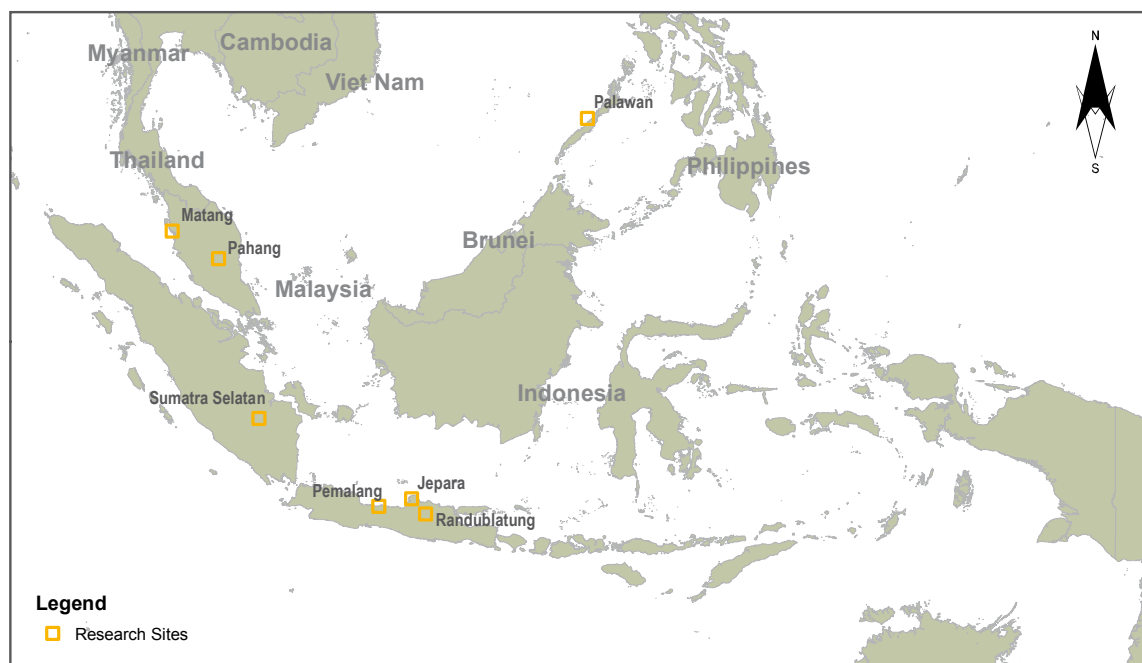 N
Cambodia
Myanmar
Viet Nam
Palawan
S
Thailand
Philippines
Matang
Brunei
Pahang
Malaysia
Indonesia
Sumatra Selatan
Jepara
Pemalang
Randublatung
Legend
Research Sites